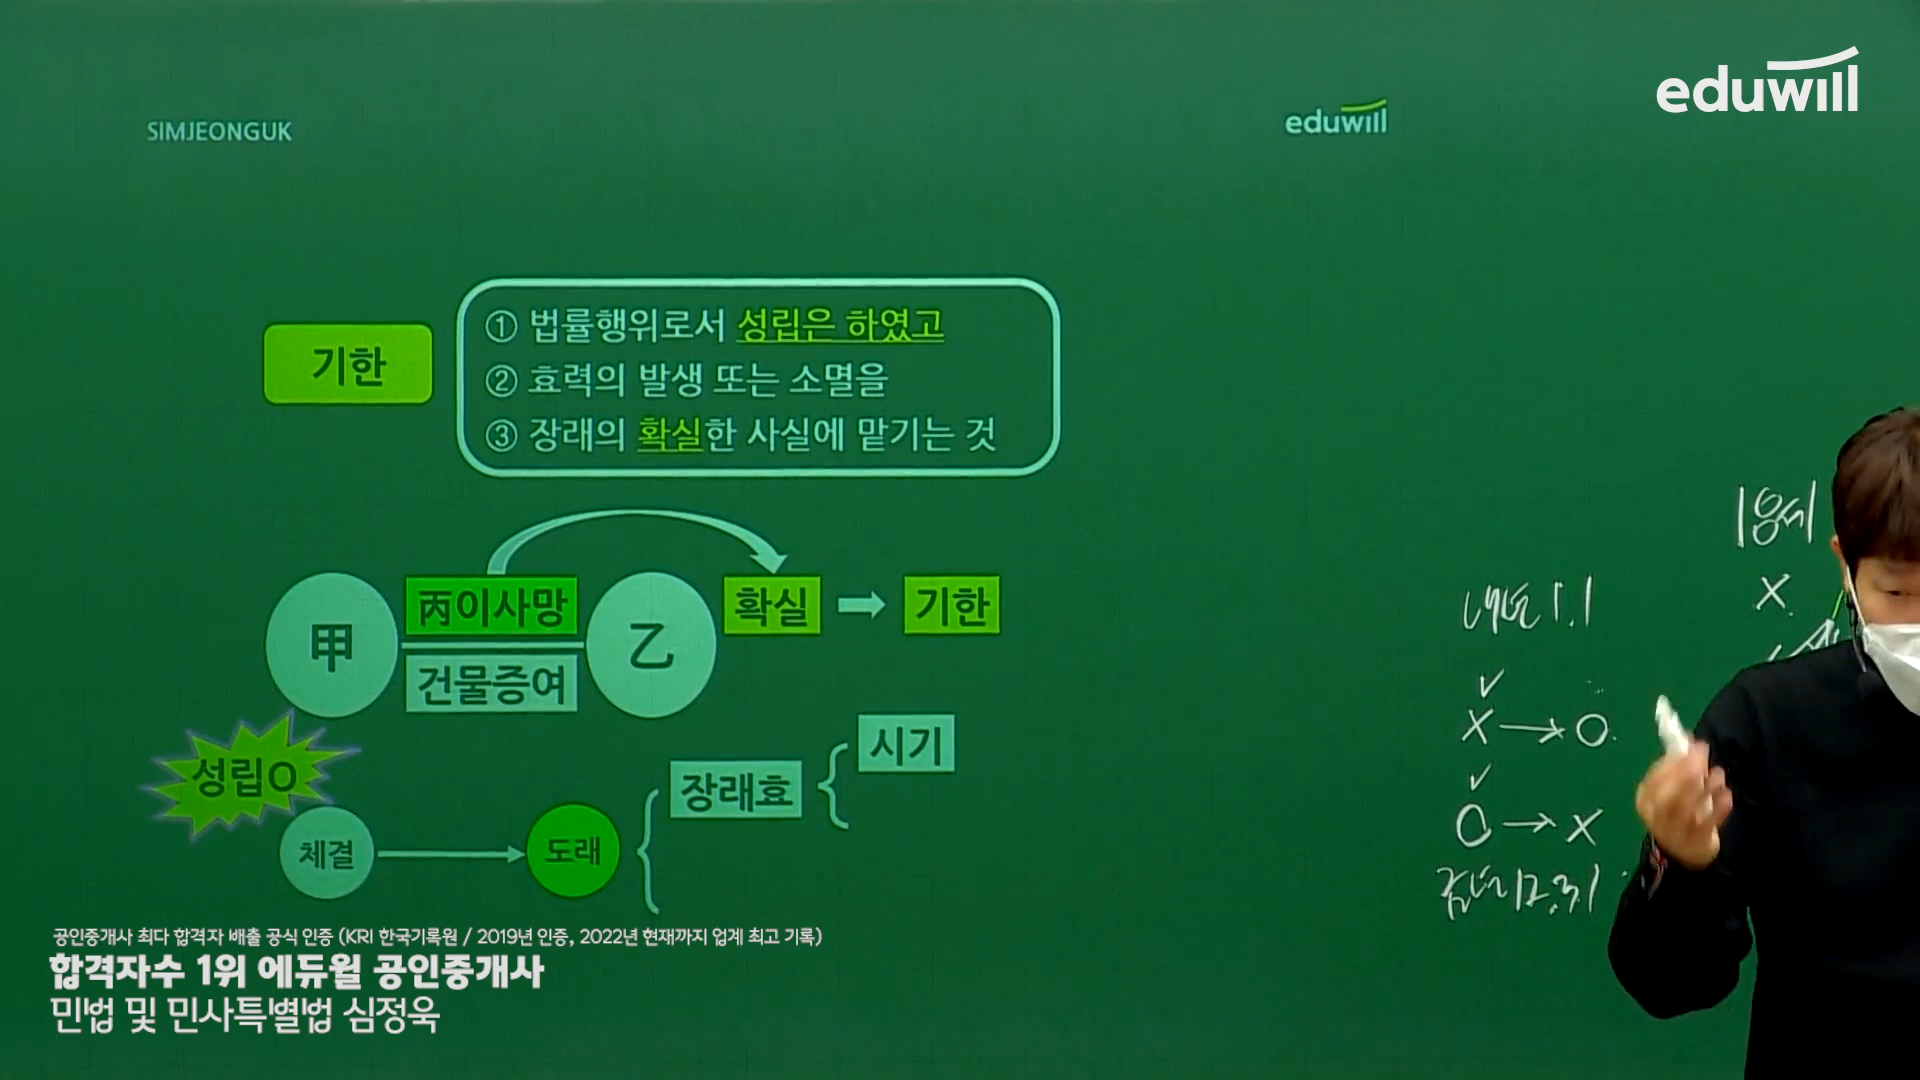 eduwill
SIMJEONGUK
eduwill
기한
① 법률행위로서 성립은 하였고
② 효력의 발생 또는 소멸을
③ 장래의 확실한 사실에 맡기는 것
甲
丙이사망
건물증여
乙
확실
기한
성립O
체결
도래
장래효
시기
내년 1.1
X → O
O → X
12.31
X
공인중개사 최다 합격자 배출 공식 인증 (KRI 한국기록원 / 2019년 인증, 2022년 현재까지 업계 최고 기록)
합격자수 1위 에듀윌 공인중개사
민법 및 민사특별법 심정욱